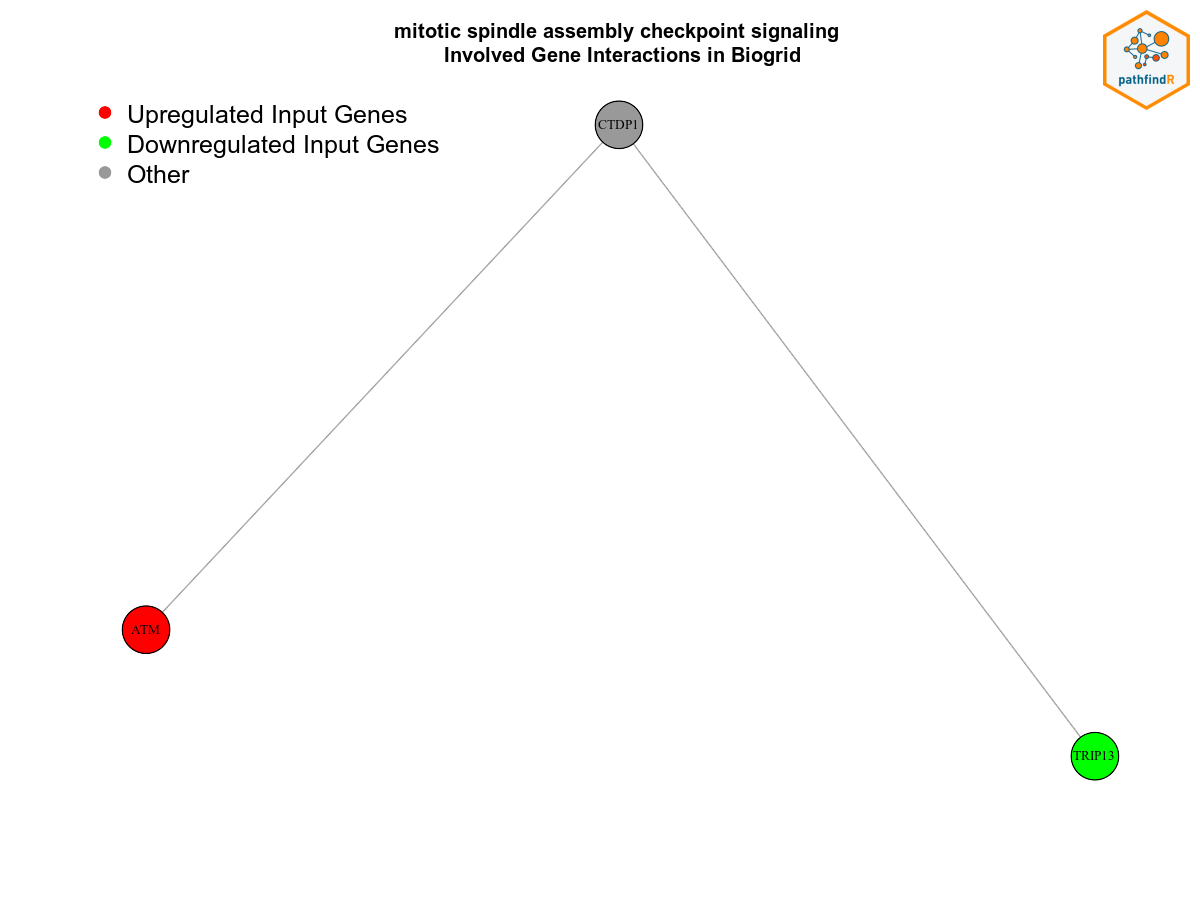 mitotic spindle assembly checkpoint signaling
Involved Gene Interactions in Biogrid
pathfindR
Upregulated Input Genes
Downregulated Input Genes
Other
CTDP1
ATM
TRIP13